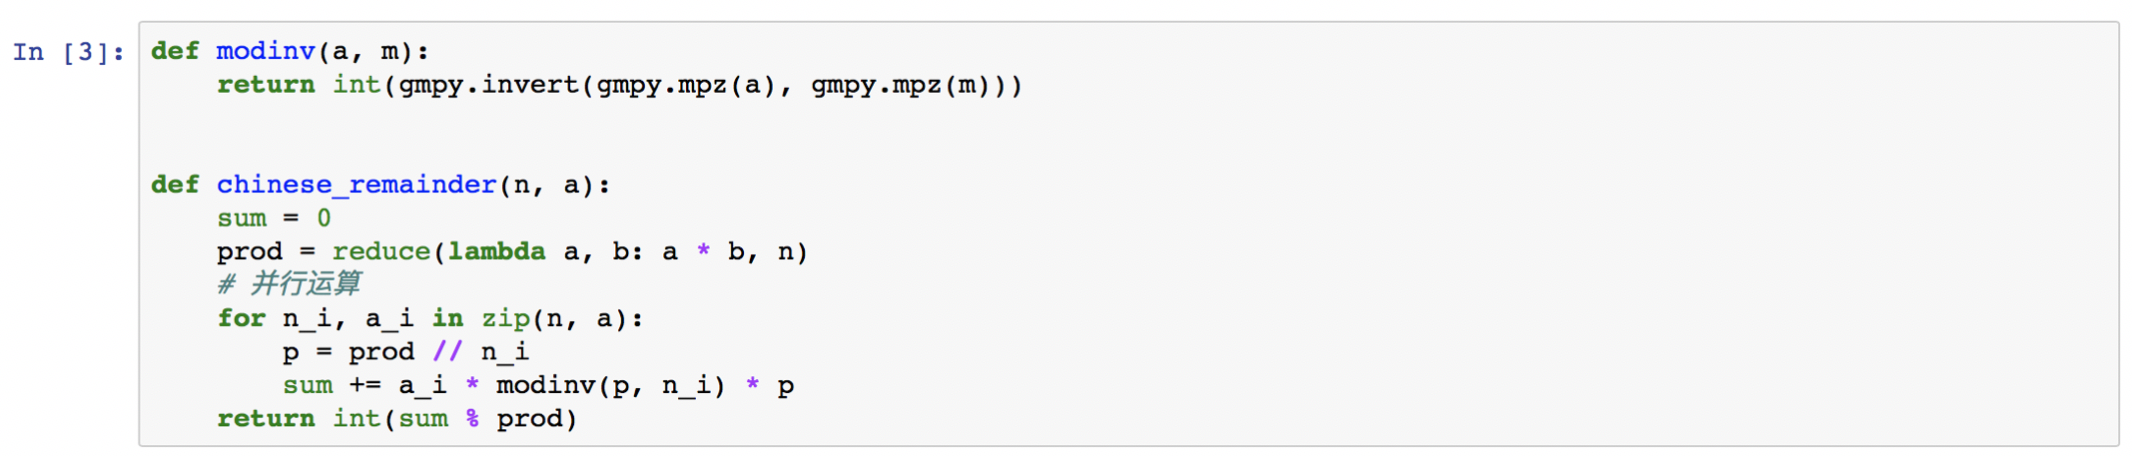 In [3]: def modinv(a, m):
    return int(gmpy.invert(gmpy.mpz(a), gmpy.mpz(m)))


def chinese_remainder(n, a):
    sum = 0
    prod = reduce(lambda a, b: a * b, n)
    # 并行运算
    for n_i, a_i in zip(n, a):
        p = prod // n_i
        sum += a_i * modinv(p, n_i) * p
    return int(sum % prod)